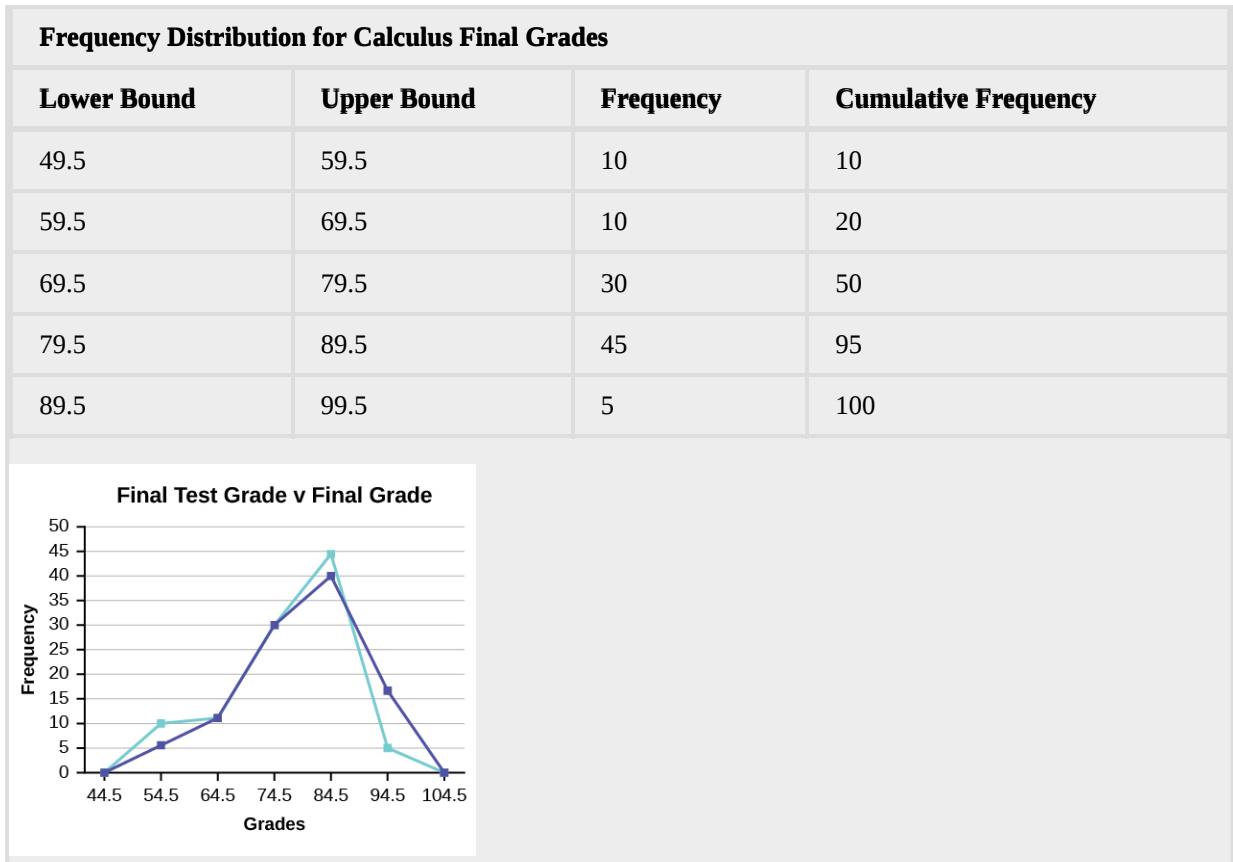 Frequency Distribution for Calculus Final Grades
Lower Bound Upper Bound Frequency Cumulative Frequency
49.5 59.5 10 10
59.5 69.5 10 20
69.5 79.5 30 50
79.5 89.5 45 95
89.5 99.5 5 100
Final Test Grade v Final Grade
50
45
40
35
30
25
20
15
10
5
0
Frequency
44.5 54.5 64.5 74.5 84.5 94.5 104.5
Grades